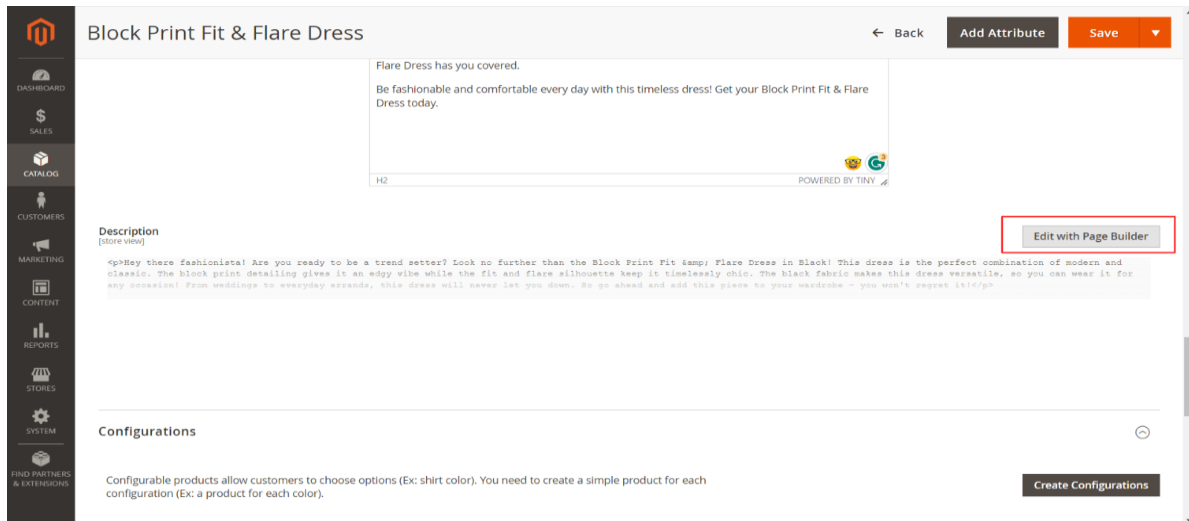 Block Print Fit & Flare Dress
← Back
Add Attribute
Save
DASHBOARD
$
SALES
CATALOG
CUSTOMERS
MARKETING
CONTENT
REPORTS
STORES
SYSTEM
FIND PARTNERS
& EXTENSIONS
Flare Dress has you covered.
Be fashionable and comfortable every day with this timeless dress! Get your Block Print Fit & Flare
Dress today.
3
H2
POWERED BY TINY
Description
[store view]
Edit with Page Builder
<p>Hey there fashionista! Are you ready to be a trend setter? Look no further than the Block Print Fit &amp; Flare Dress in Black! This dress is the perfect combination of modern and
classic. The block print detailing gives it an edgy vibe while the fit and flare silhouette keep it timelessly chic. The black fabric makes this dress versatile, so you can wear it for
any occasion! From weddings to everyday errands, this dress will never let you down. So go ahead and add this piece to your wardrobe - you won't regret it!</p>
Configurations
Configurable products allow customers to choose options (Ex: shirt color). You need to create a simple product for each
configuration (Ex: a product for each color).
Create Configurations